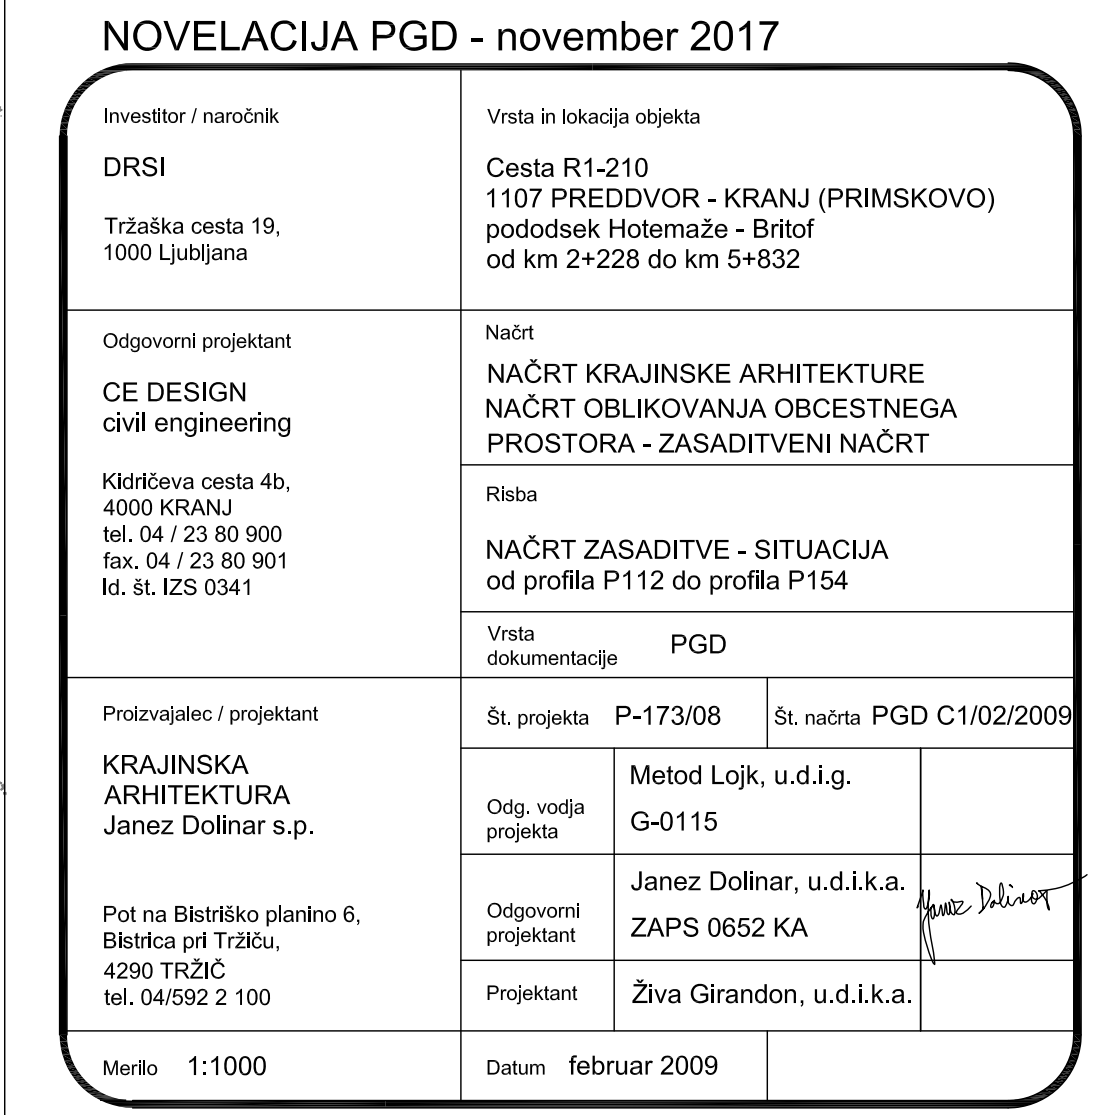 NOVELACIJA PGD - november 2017
Investitor / naročnik
DRSI
Tržaška cesta 19,
1000 Ljubljana
Vrsta in lokacija objekta
Cesta R1-210
1107 PREDDVOR - KRANJ (PRIMSKOVO)
pododsek Hotemaže - Britof
od km 2+228 do km 5+832
Odgovorni projektant
CE DESIGN
civil engineering
Kidričeva cesta 4b,
4000 KRANJ
tel. 04 / 23 80 900
fax. 04 / 23 80 901
Id. št. IZS 0341
Načrt
NAČRT KRAJINSKE ARHITEKTURE
NAČRT OBLIKOVANJA OBCESTNEGA
PROSTORA - ZASADITVENI NAČRT
Risba
NAČRT ZASADITVE - SITUACIJA
od profila P112 do profila P154
Vrsta
dokumentacije
PGD
Proizvajalec / projektant
KRAJINSKA
ARHITEKTURA
Janez Dolinar s.p.
Pot na Bistriško planino 6,
Bistrica pri Tržiču,
4290 TRŽIČ
tel. 04/592 2 100
Št. projekta P-173/08
Št. načrta PGD C1/02/2009
Odg. vodja
projekta
Metod Lojk, u.d.i.g.
G-0115
Odgovorni
projektant
Janez Dolinar, u.d.i.k.a.
ZAPS 0652 KA
Janez Dolinar
Projektant
Živa Girandon, u.d.i.k.a.
Merilo 1:1000
Datum februar 2009